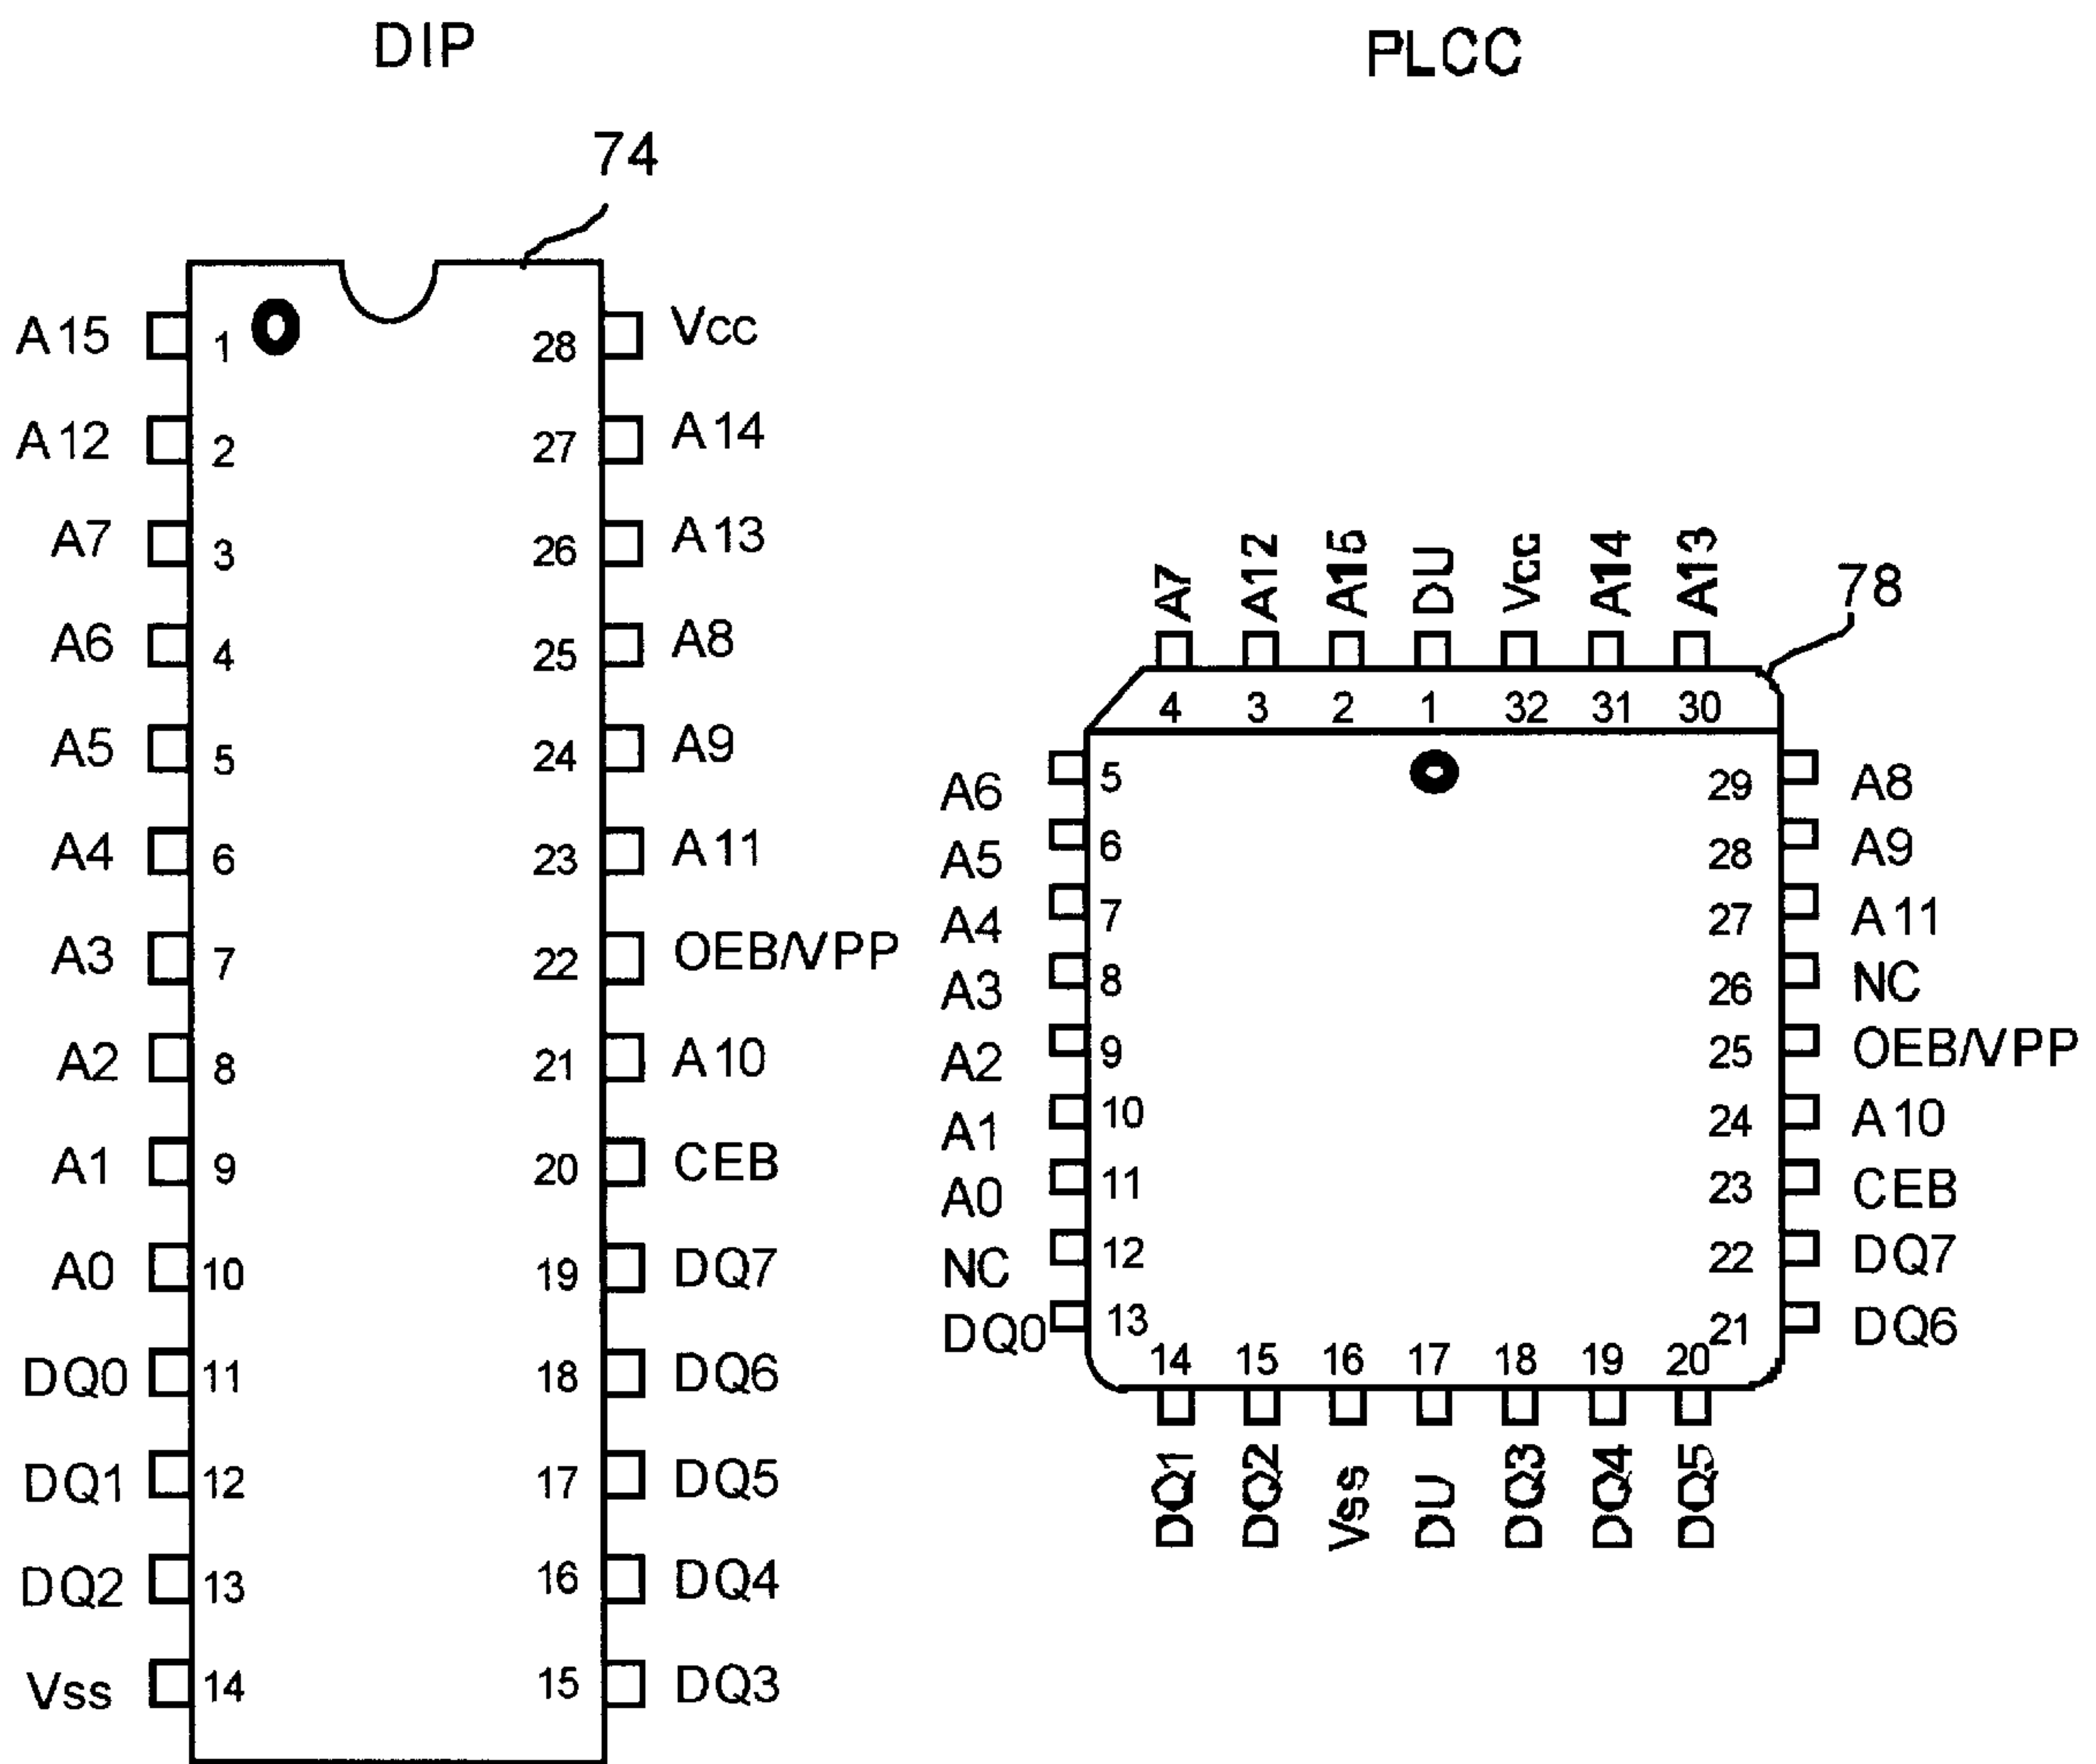 DIP
74
A15 1 28 Vcc
A12 2 27 A14
A7 3 26 A13
A6 4 25 A8
A5 5 24 A9
A4 6 23 A11
A3 7 22 OEB/VPP
A2 8 21 A10
A1 9 20 CEB
A0 10 19 DQ7
DQ0 11 18 DQ6
DQ1 12 17 DQ5
DQ2 13 16 DQ4
Vss 14 15 DQ3
PLCC
78
A7 A12 A15 DU Vcc A14 A13
4 3 2 1 32 31 30
A6 5 29 A8
A5 6 28 A9
A4 7 27 A11
A3 8 26 NC
A2 9 25 OEB/VPP
A1 10 24 A10
A0 11 23 CEB
NC 12 22 DQ7
DQ0 13 21 DQ6
14 15 16 17 18 19 20
DQ1 DQ2 Vss DU DQ3 DQ4 DQ5